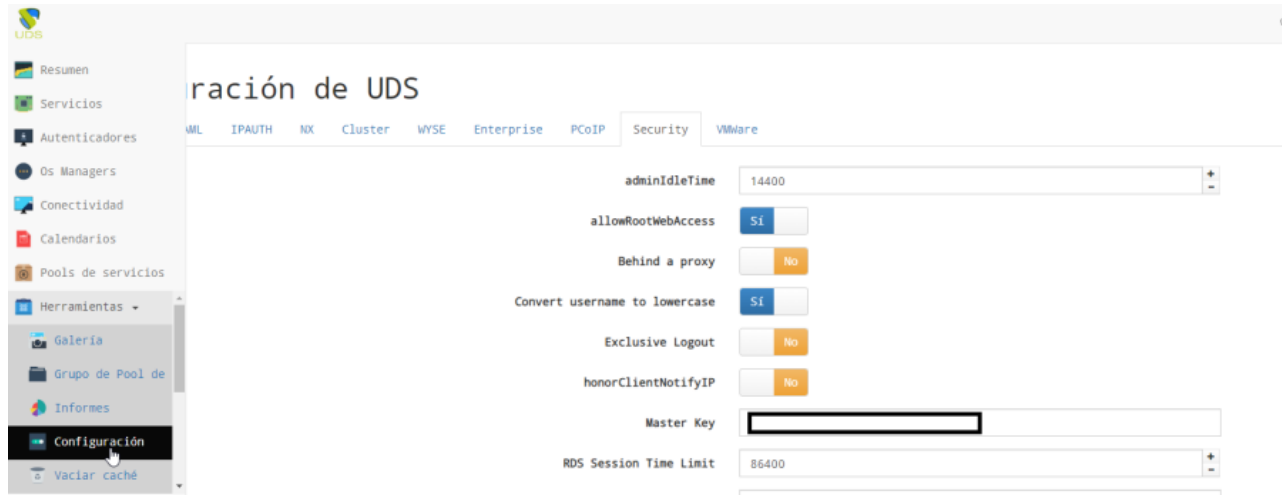 UDS
Resumen
Servicios
Autenticadores
Os Managers
Conectividad
Calendarios
Pools de servicios
Herramientas
Galería
Grupo de Pool de
Informes
Configuración
Vaciar caché
ración de UDS
AML IPAUTH NX Cluster WYSE Enterprise PCoIP Security VMWare
adminIdleTime 14400 + -
allowRootWebAccess Sí
Behind a proxy No
Convert username to lowercase Sí
Exclusive Logout No
honorClientNotifyIP No
Master Key
RDS Session Time Limit 86400 + -